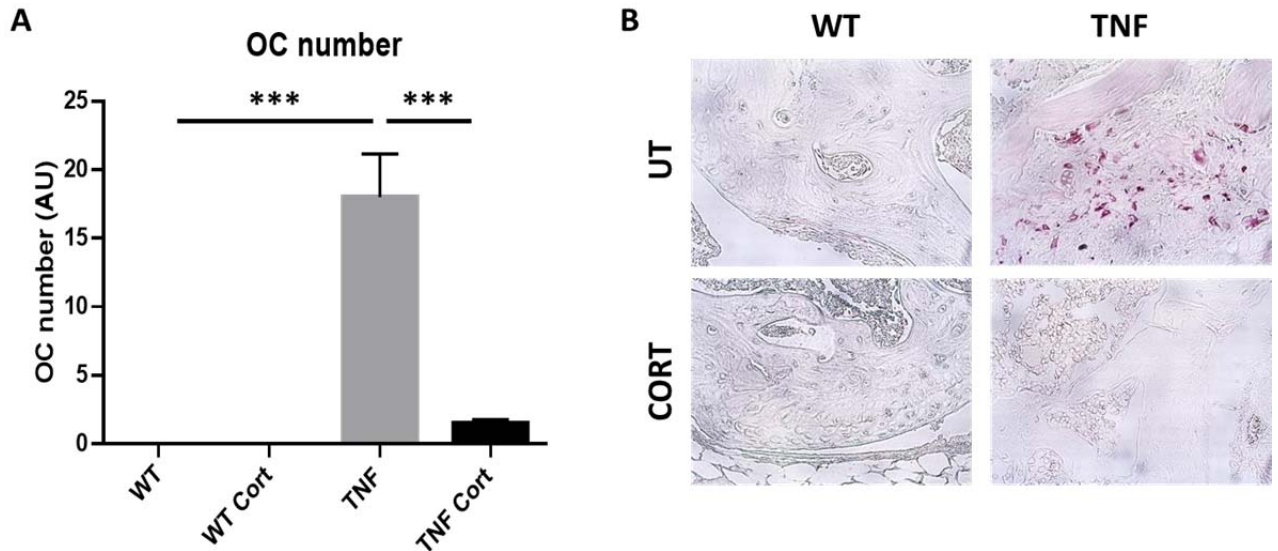 A
OC number
OC number (AU)
25
20
15
10
5
0
*** ***
WT
WT Cort
TNF
TNF Cort
B
WT TNF
UT
CORT